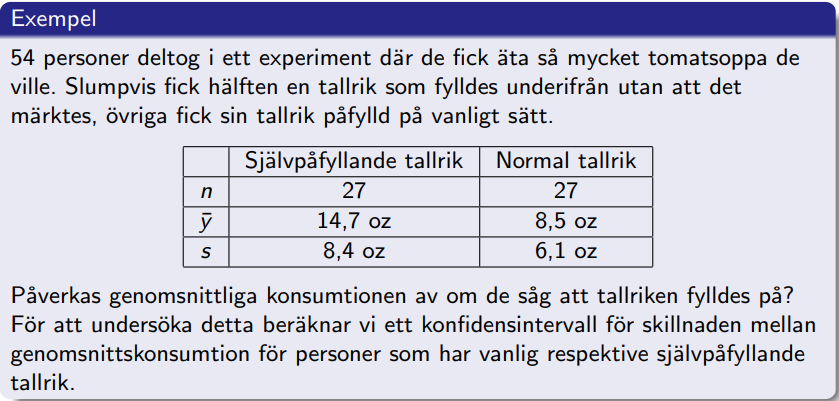 Exempel
54 personer deltog i ett experiment där de fick äta så mycket tomatsoppa de
ville. Slumpvis fick hälften en tallrik som fylldes underifrån utan att det
märktes, övriga fick sin tallrik påfylld på vanligt sätt.
Självpåfyllande tallrik Normal tallrik
n 27 27
ȳ 14,7 oz 8,5 oz
s 8,4 oz 6,1 oz
Påverkas genomsnittliga konsumtionen av om de såg att tallriken fylldes på?
För att undersöka detta beräknar vi ett konfidensintervall för skillnaden mellan
genomsnittskonsumtion för personer som har vanlig respektive självpåfyllande
tallrik.